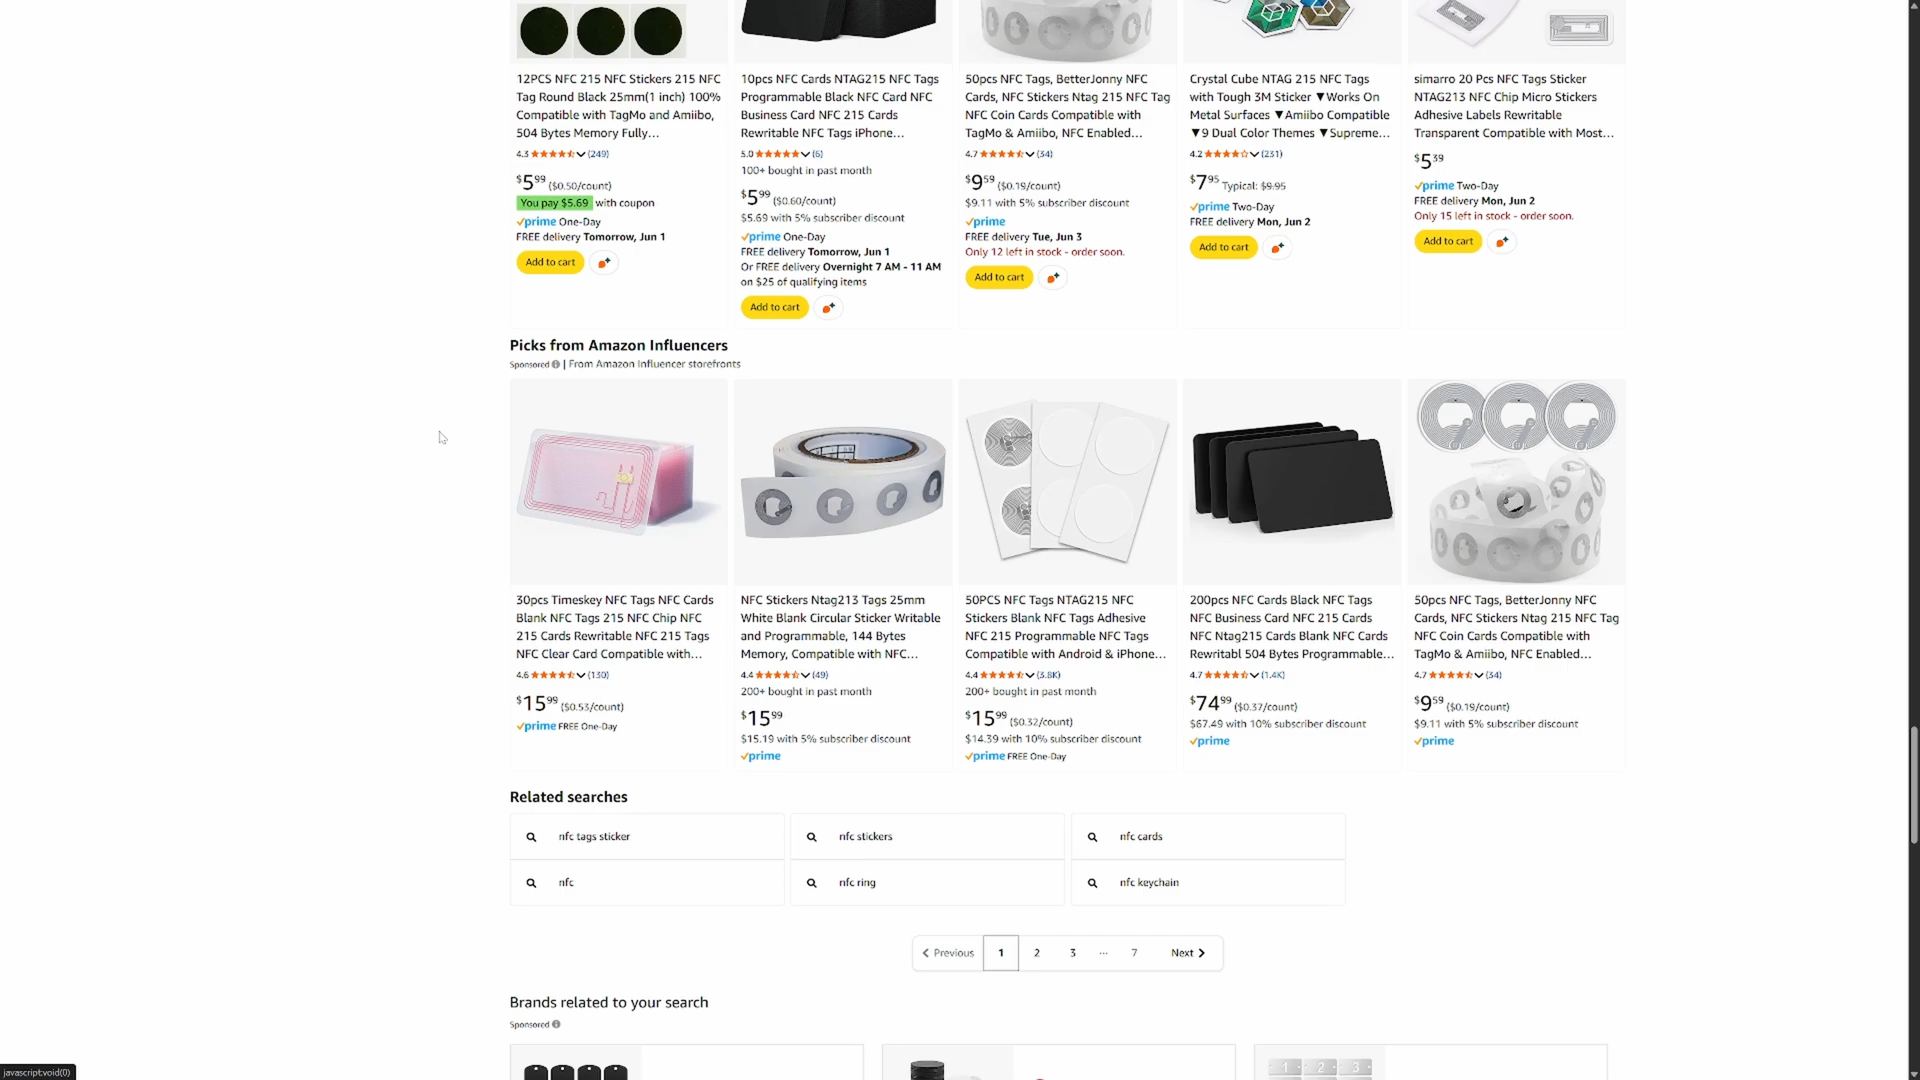 12PCS NFC 215 NFC Stickers 215 NFC
Tag Round Black 25mm(1 inch) 100%
Compatible with TagMo and Amiibo,
504 Bytes Memory Fully…
4.3 (249)
$5⁹⁹ ($0.50/count)
You pay $5.69 with coupon
prime One-Day
FREE delivery Tomorrow, Jun 1
Add to cart
10pcs NFC Cards NTAG215 NFC Tags
Programmable Black NFC Card NFC
Business Card NFC 215 Cards
Rewritable NFC Tags iPhone…
5.0 (6)
100+ bought in past month
$5⁹⁹ ($0.60/count)
$5.69 with 5% subscriber discount
prime One-Day
FREE delivery Tomorrow, Jun 1
Or FREE delivery Overnight 7 AM - 11 AM
on $25 of qualifying items
Add to cart
50pcs NFC Tags, BetterJonny NFC
Cards, NFC Stickers Ntag 215 NFC Tag
NFC Coin Cards Compatible with
TagMo & Amiibo, NFC Enabled…
4.7 (34)
$9⁵⁹ ($0.19/count)
$9.11 with 5% subscriber discount
prime
FREE delivery Tue, Jun 3
Only 12 left in stock - order soon.
Add to cart
Crystal Cube NTAG 215 NFC Tags
with Tough 3M Sticker ▼Works On
Metal Surfaces ▼Amiibo Compatible
▼9 Dual Color Themes ▼Supreme…
4.2 (231)
$7⁹⁵ Typical: $9.95
prime Two-Day
FREE delivery Mon, Jun 2
Add to cart
simarro 20 Pcs NFC Tags Sticker
NTAG213 NFC Chip Micro Stickers
Adhesive Labels Rewritable
Transparent Compatible with Most…
$5³⁹
prime Two-Day
FREE delivery Mon, Jun 2
Only 15 left in stock - order soon.
Add to cart
Picks from Amazon Influencers
Sponsored | From Amazon Influencer storefronts
30pcs Timeskey NFC Tags NFC Cards
Blank NFC Tags 215 NFC Chip NFC
215 Cards Rewritable NFC 215 Tags
NFC Clear Card Compatible with…
4.6 (130)
$15⁹⁹ ($0.53/count)
prime FREE One-Day
NFC Stickers Ntag213 Tags 25mm
White Blank Circular Sticker Writable
and Programmable, 144 Bytes
Memory, Compatible with NFC…
4.4 (49)
200+ bought in past month
$15⁹⁹
$15.19 with 5% subscriber discount
prime
50PCS NFC Tags NTAG215 NFC
Stickers Blank NFC Tags Adhesive
NFC 215 Programmable NFC Tags
Compatible with Android & iPhone…
4.4 (3.8K)
200+ bought in past month
$15⁹⁹ ($0.32/count)
$14.39 with 10% subscriber discount
prime FREE One-Day
200pcs NFC Cards Black NFC Tags
NFC Business Card NFC 215 Cards
NFC Ntag215 Cards Blank NFC Cards
Rewritabl 504 Bytes Programmable…
4.7 (1.4K)
$74⁹⁹ ($0.37/count)
$67.49 with 10% subscriber discount
prime
50pcs NFC Tags, BetterJonny NFC
Cards, NFC Stickers Ntag 215 NFC Tag
NFC Coin Cards Compatible with
TagMo & Amiibo, NFC Enabled…
4.7 (34)
$9⁵⁹ ($0.19/count)
$9.11 with 5% subscriber discount
prime
Related searches
nfc tags sticker
nfc stickers
nfc cards
nfc
nfc ring
nfc keychain
Previous 1 2 3 ... 7 Next
Brands related to your search
Sponsored
1 2 3
javascript:void(0)